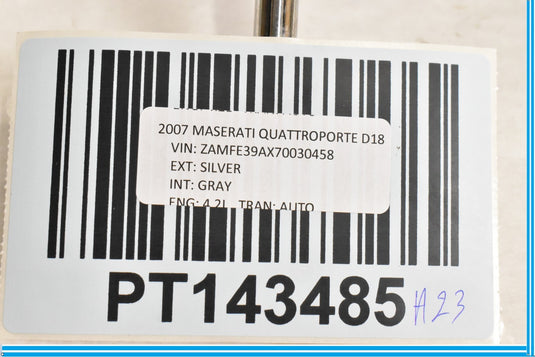 2007 MASERATI QUATTROPORTE D18
VIN: ZAMFE39AX70030458
EXT: SILVER
INT: GRAY
ENG: 4.2L TRAN: AUTO
PT143485 A23